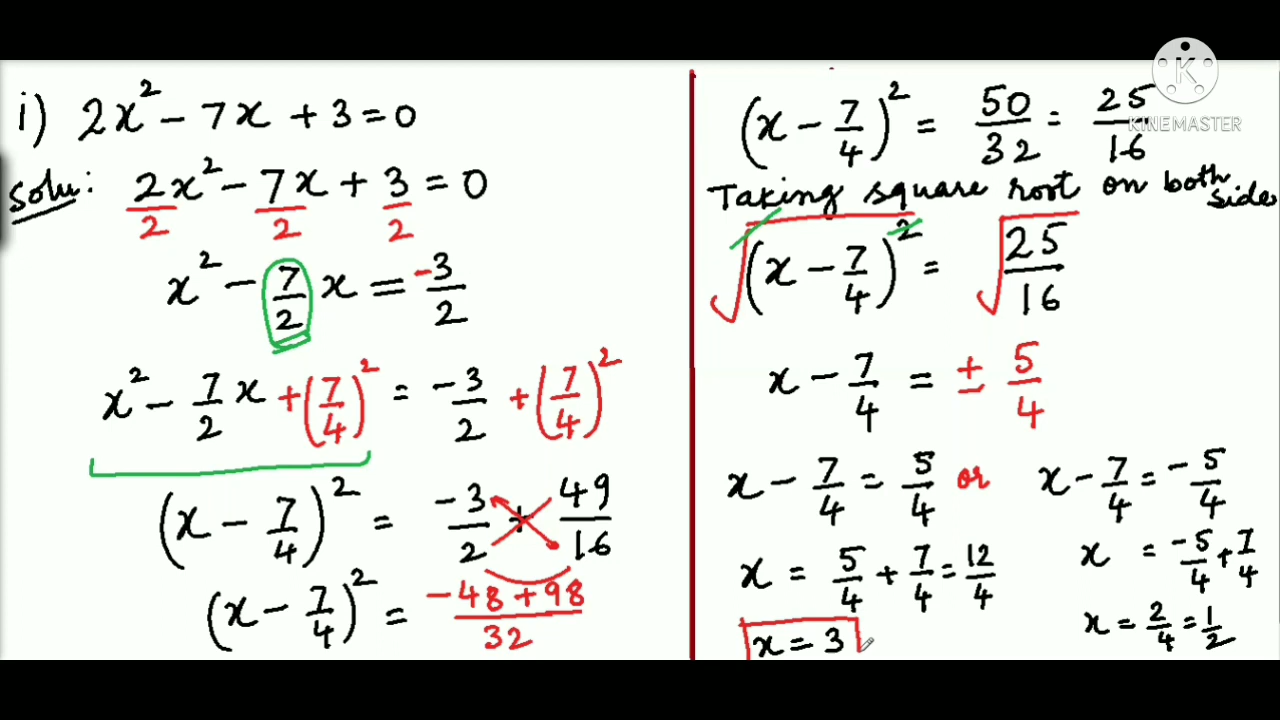 i) 2x² - 7x + 3 = 0
Solu: 2x²/2 - 7x/2 + 3/2 = 0
x² - 7/2 x = -3/2
x² - 7/2 x + (7/4)² = -3/2 + (7/4)²
(x - 7/4)² = -3/2 + 49/16
(x - 7/4)² = -48+98/32
(x - 7/4)² = 50/32 = 25/16
Taking square root on both sides
√(x - 7/4)² = √25/16
x - 7/4 = ± 5/4
x - 7/4 = 5/4 or x - 7/4 = -5/4
x = 5/4 + 7/4 = 12/4
x = -5/4 + 7/4
x = 3
x = 2/4 = 1/2
KINEMASTER